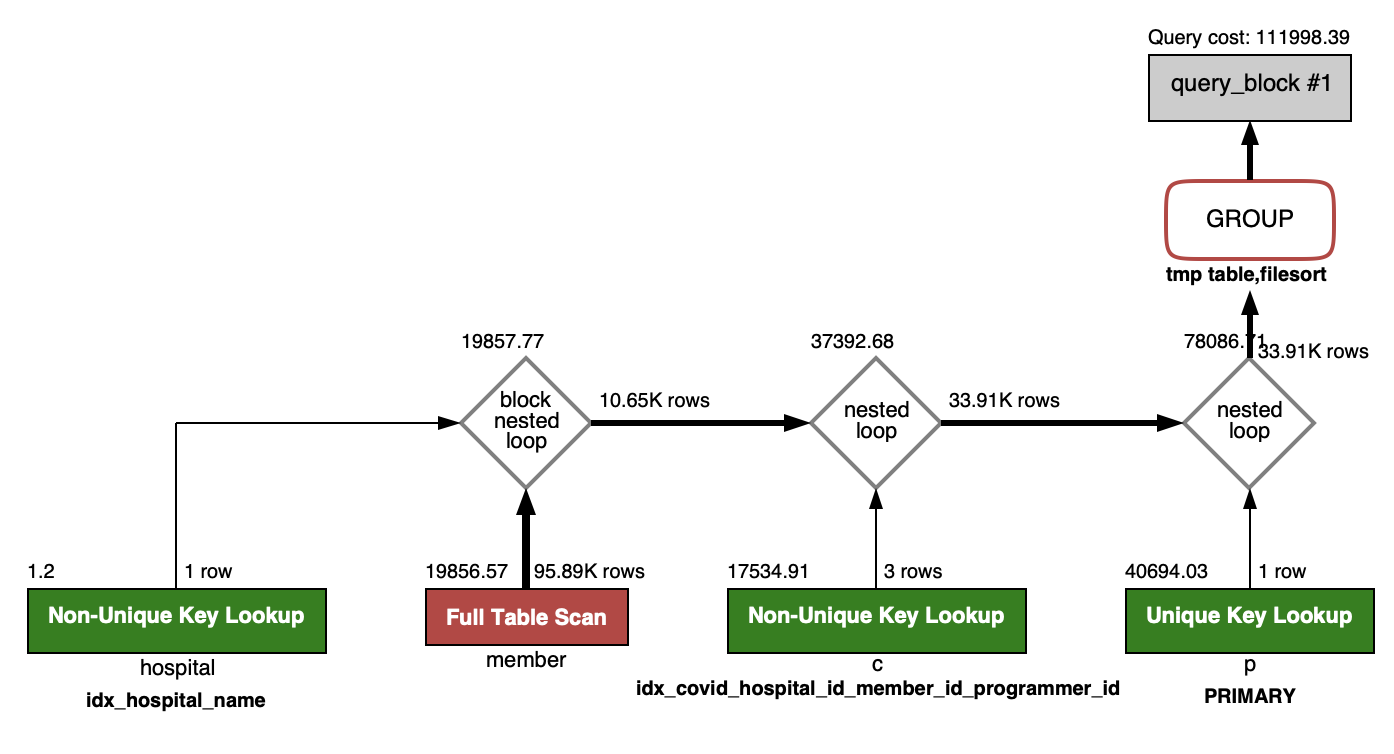 Query cost: 111998.39
query_block #1
GROUP
tmp table,filesort
19857.77
37392.68
78086.71
33.91K rows
block
nested
loop
10.65K rows
nested
loop
33.91K rows
nested
loop
1.2
1 row
19856.57
95.89K rows
17534.91
3 rows
40694.03
1 row
Non-Unique Key Lookup
Full Table Scan
Non-Unique Key Lookup
Unique Key Lookup
hospital
member
c
p
idx_hospital_name
idx_covid_hospital_id_member_id_programmer_id
PRIMARY